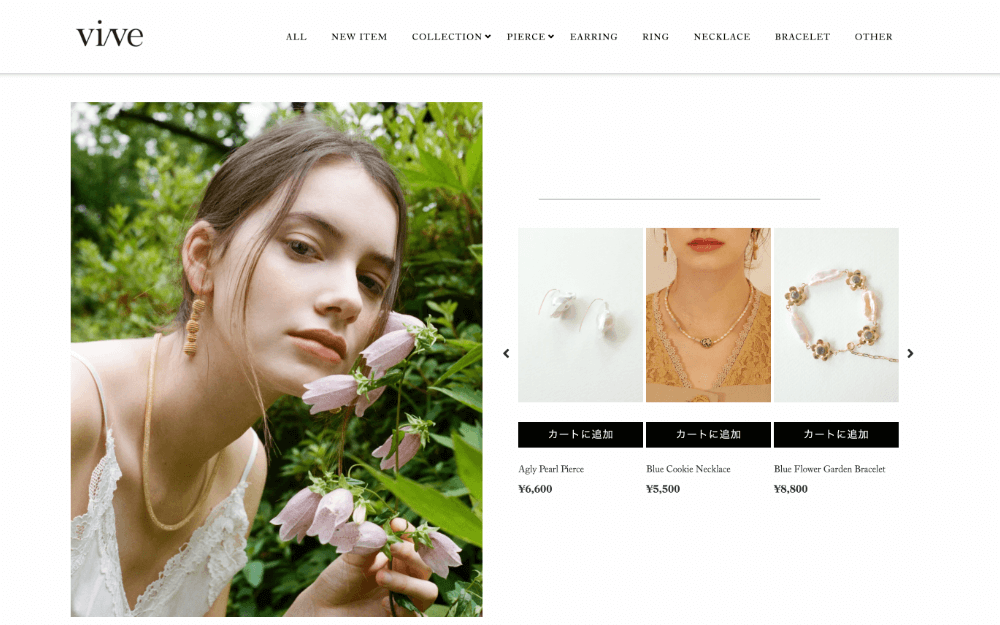 vi/ve
ALL NEW ITEM COLLECTION PIERCE EARRING RING NECKLACE BRACELET OTHER
カートに追加 カートに追加 カートに追加
Agly Pearl Pierce Blue Cookie Necklace Blue Flower Garden Bracelet
¥6,600 ¥5,500 ¥8,800